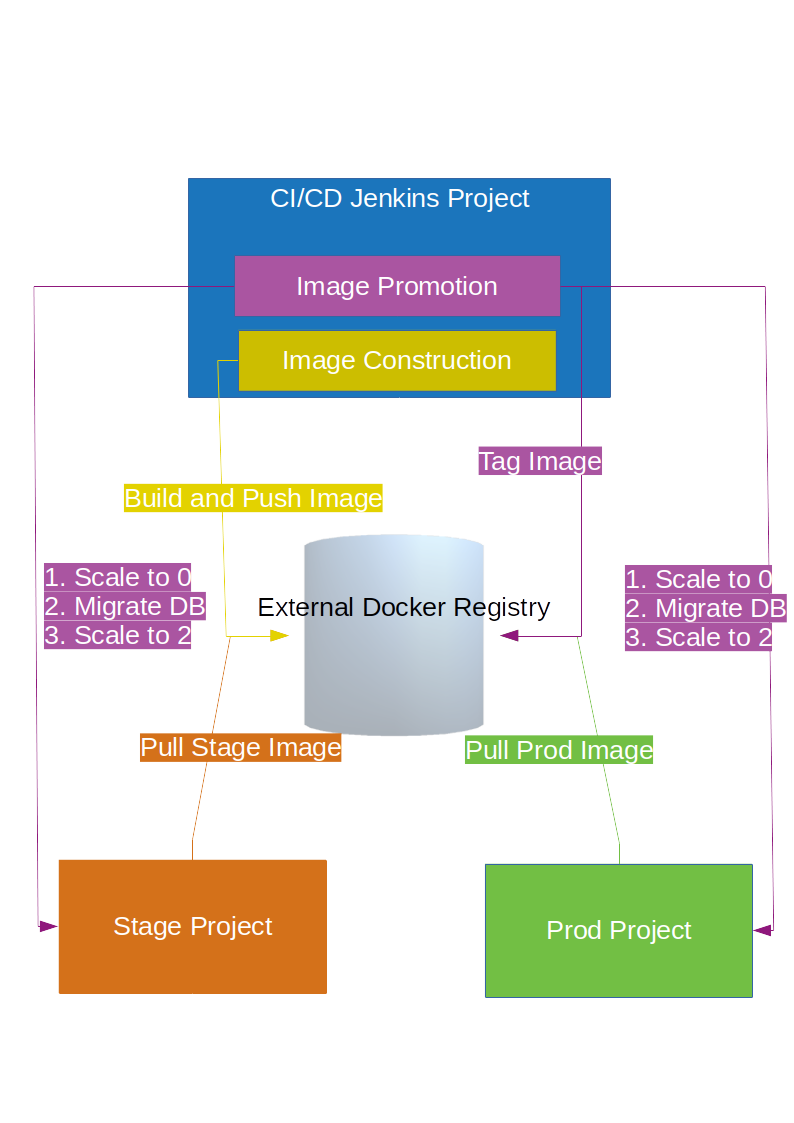 CI/CD Jenkins Project
Image Promotion
Image Construction
Tag Image
Build and Push Image
1. Scale to 0
2. Migrate DB
3. Scale to 2
External Docker Registry
1. Scale to 0
2. Migrate DB
3. Scale to 2
Pull Stage Image
Pull Prod Image
Stage Project
Prod Project